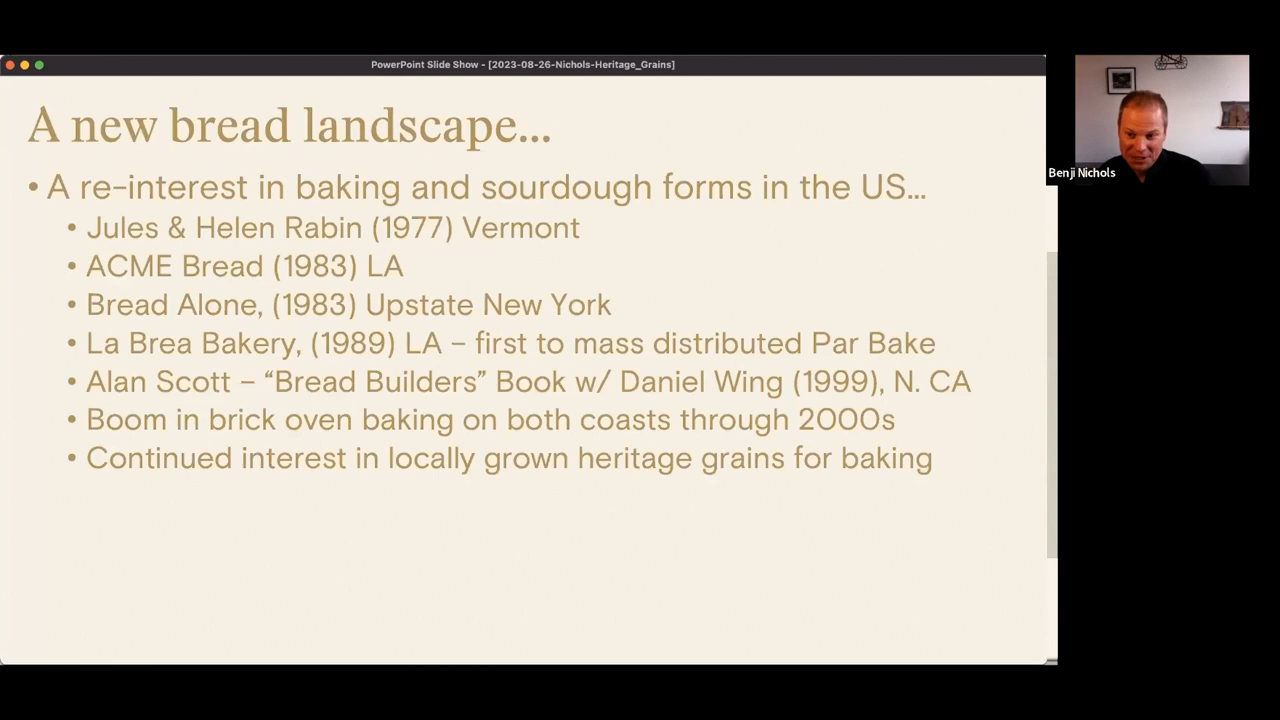 PowerPoint Slide Show - [2023-08-26-Nichols-Heritage_Grains]
A new bread landscape...
• A re-interest in baking and sourdough forms in the US...
• Jules & Helen Rabin (1977) Vermont
• ACME Bread (1983) LA
• Bread Alone, (1983) Upstate New York
• La Brea Bakery, (1989) LA – first to mass distributed Par Bake
• Alan Scott – “Bread Builders” Book w/ Daniel Wing (1999), N. CA
• Boom in brick oven baking on both coasts through 2000s
• Continued interest in locally grown heritage grains for baking
Benji Nichols